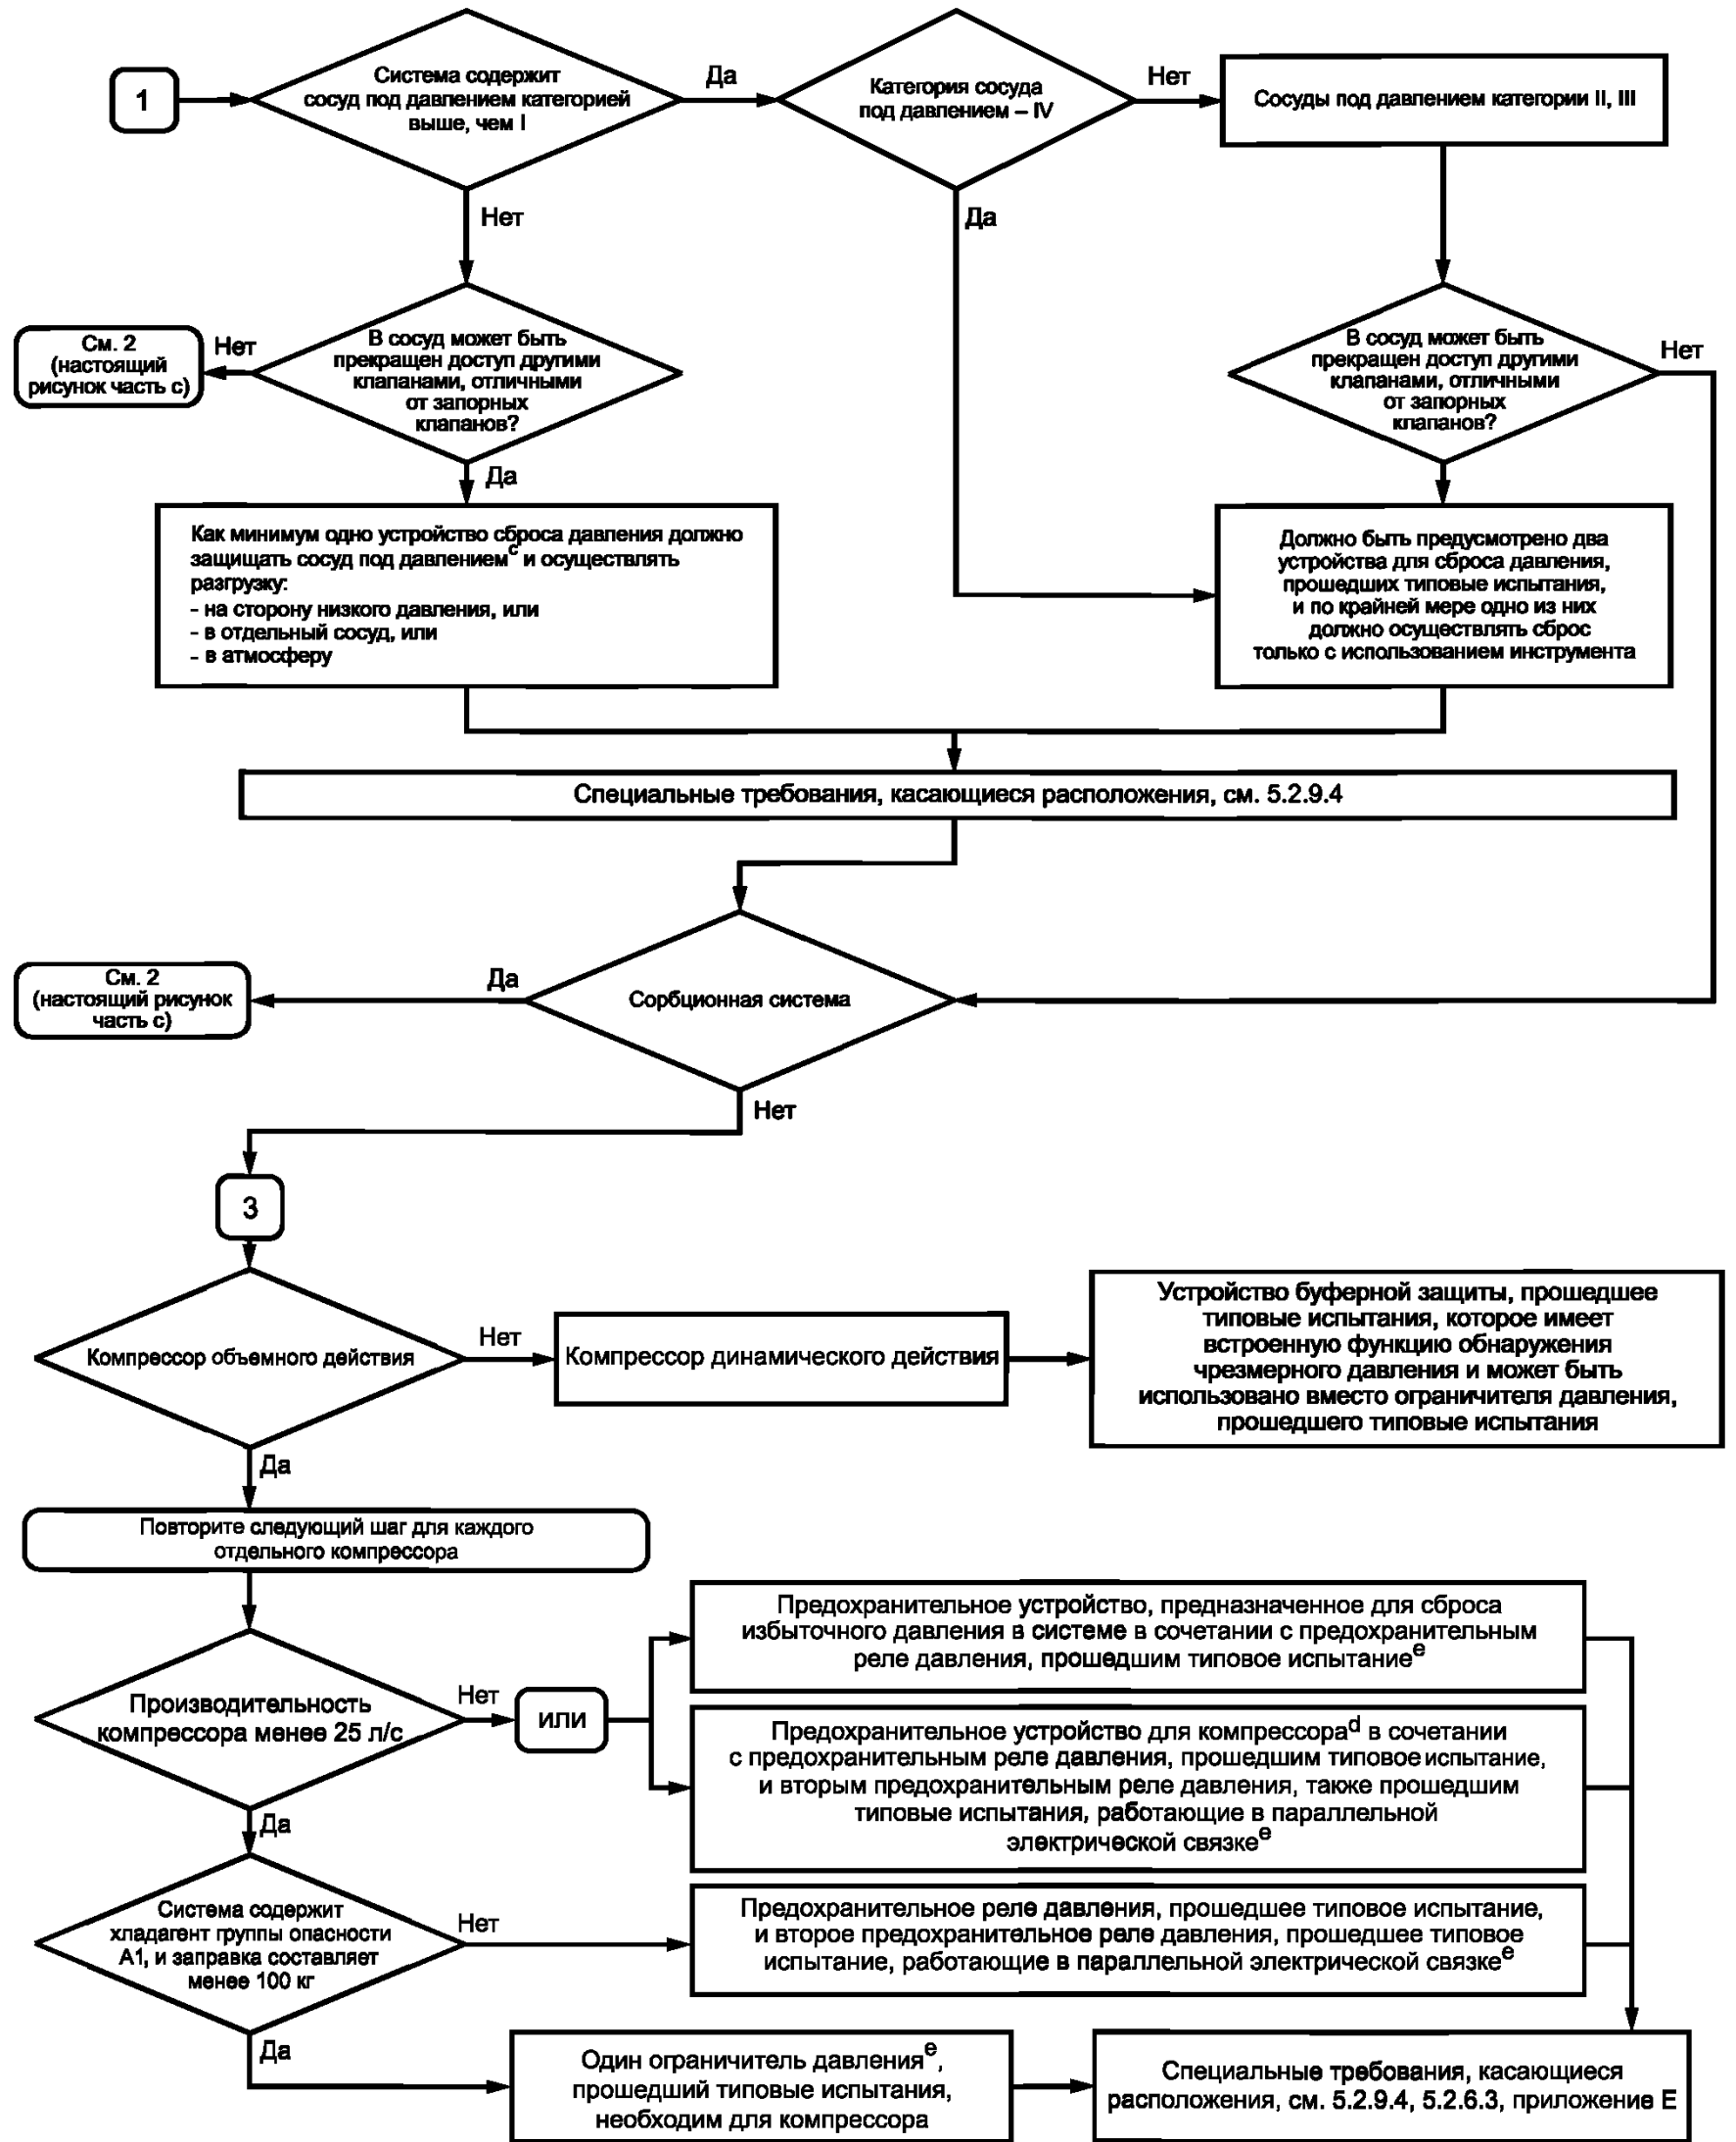 1
Система содержит
сосуд под давлением категорией
выше, чем I
Да
Категория сосуда
под давлением – IV
Нет
Сосуды под давлением категории II, III
Нет
Да
См. 2
(настоящий
рисунок часть с)
Нет
В сосуд может быть
прекращен доступ другими
клапанами, отличными
от запорных
клапанов?
Да
В сосуд может быть
прекращен доступ другими
клапанами, отличными
от запорных
клапанов?
Нет
Как минимум одно устройство сброса давления должно
защищать сосуд под давлением^c и осуществлять
разгрузку:
- на сторону низкого давления, или
- в отдельный сосуд, или
- в атмосферу
Должно быть предусмотрено два
устройства для сброса давления,
прошедших типовые испытания,
и по крайней мере одно из них
должно осуществлять сброс
только с использованием инструмента
Специальные требования, касающиеся расположения, см. 5.2.9.4
См. 2
(настоящий рисунок
часть с)
Да
Сорбционная система
Нет
3
Компрессор объемного действия
Нет
Компрессор динамического действия
Устройство буферной защиты, прошедшее
типовые испытания, которое имеет
встроенную функцию обнаружения
чрезмерного давления и может быть
использовано вместо ограничителя давления,
прошедшего типовые испытания
Да
Повторите следующий шаг для каждого
отдельного компрессора
Производительность
компрессора менее 25 л/с
Нет
ИЛИ
Предохранительное устройство, предназначенное для сброса
избыточного давления в системе в сочетании с предохранительным
реле давления, прошедшим типовое испытание^e
Предохранительное устройство для компрессора^d в сочетании
с предохранительным реле давления, прошедшим типовое испытание,
и вторым предохранительным реле давления, также прошедшим
типовые испытания, работающие в параллельной
электрической связке^e
Да
Система содержит
хладагент группы опасности
А1, и заправка составляет
менее 100 кг
Нет
Предохранительное реле давления, прошедшее типовое испытание,
и второе предохранительное реле давления, прошедшее типовое
испытание, работающие в параллельной электрической связке^e
Да
Один ограничитель давления^e,
прошедший типовые испытания,
необходим для компрессора
Специальные требования, касающиеся
расположения, см. 5.2.9.4, 5.2.6.3, приложение Е